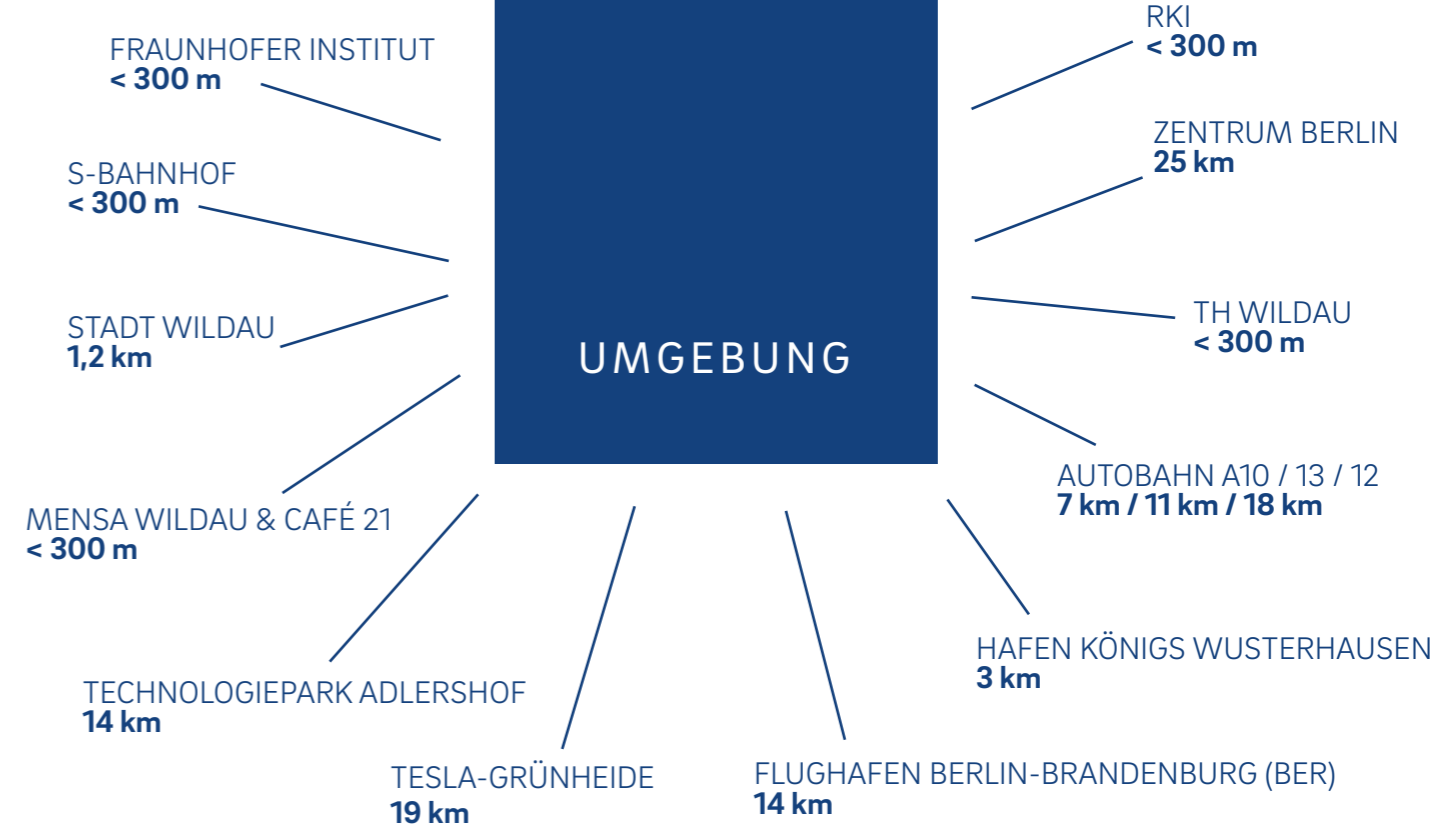 FRAUNHOFER INSTITUT
< 300 m
S-BAHNHOF
< 300 m
STADT WILDAU
1,2 km
MENSA WILDAU & CAFÉ 21
< 300 m
TECHNOLOGIEPARK ADLERSHOF
14 km
TESLA-GRÜNHEIDE
19 km
UMGEBUNG
FLUGHAFEN BERLIN-BRANDENBURG (BER)
14 km
HAFEN KÖNIGS WUSTERHAUSEN
3 km
AUTOBAHN A10 / 13 / 12
7 km / 11 km / 18 km
TH WILDAU
< 300 m
ZENTRUM BERLIN
25 km
RKI
< 300 m